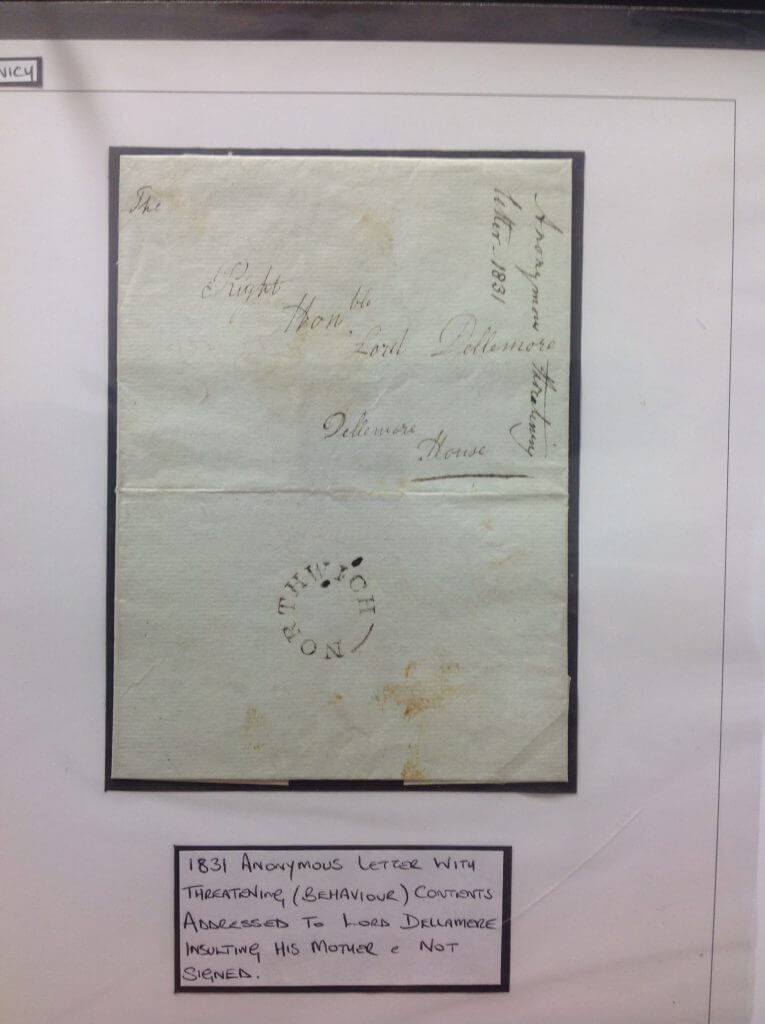 The
Anonymous Threatening
letter - 1831
Right
Honble
Lord Dellemore
Dellemore
House
NORTHWICH
1831 ANONYMOUS LETTER WITH
THREATENING (BEHAVIOUR) CONTENTS
ADDRESSED TO LORD DELLAMERE
INSULTING HIS MOTHER & NOT
SIGNED.